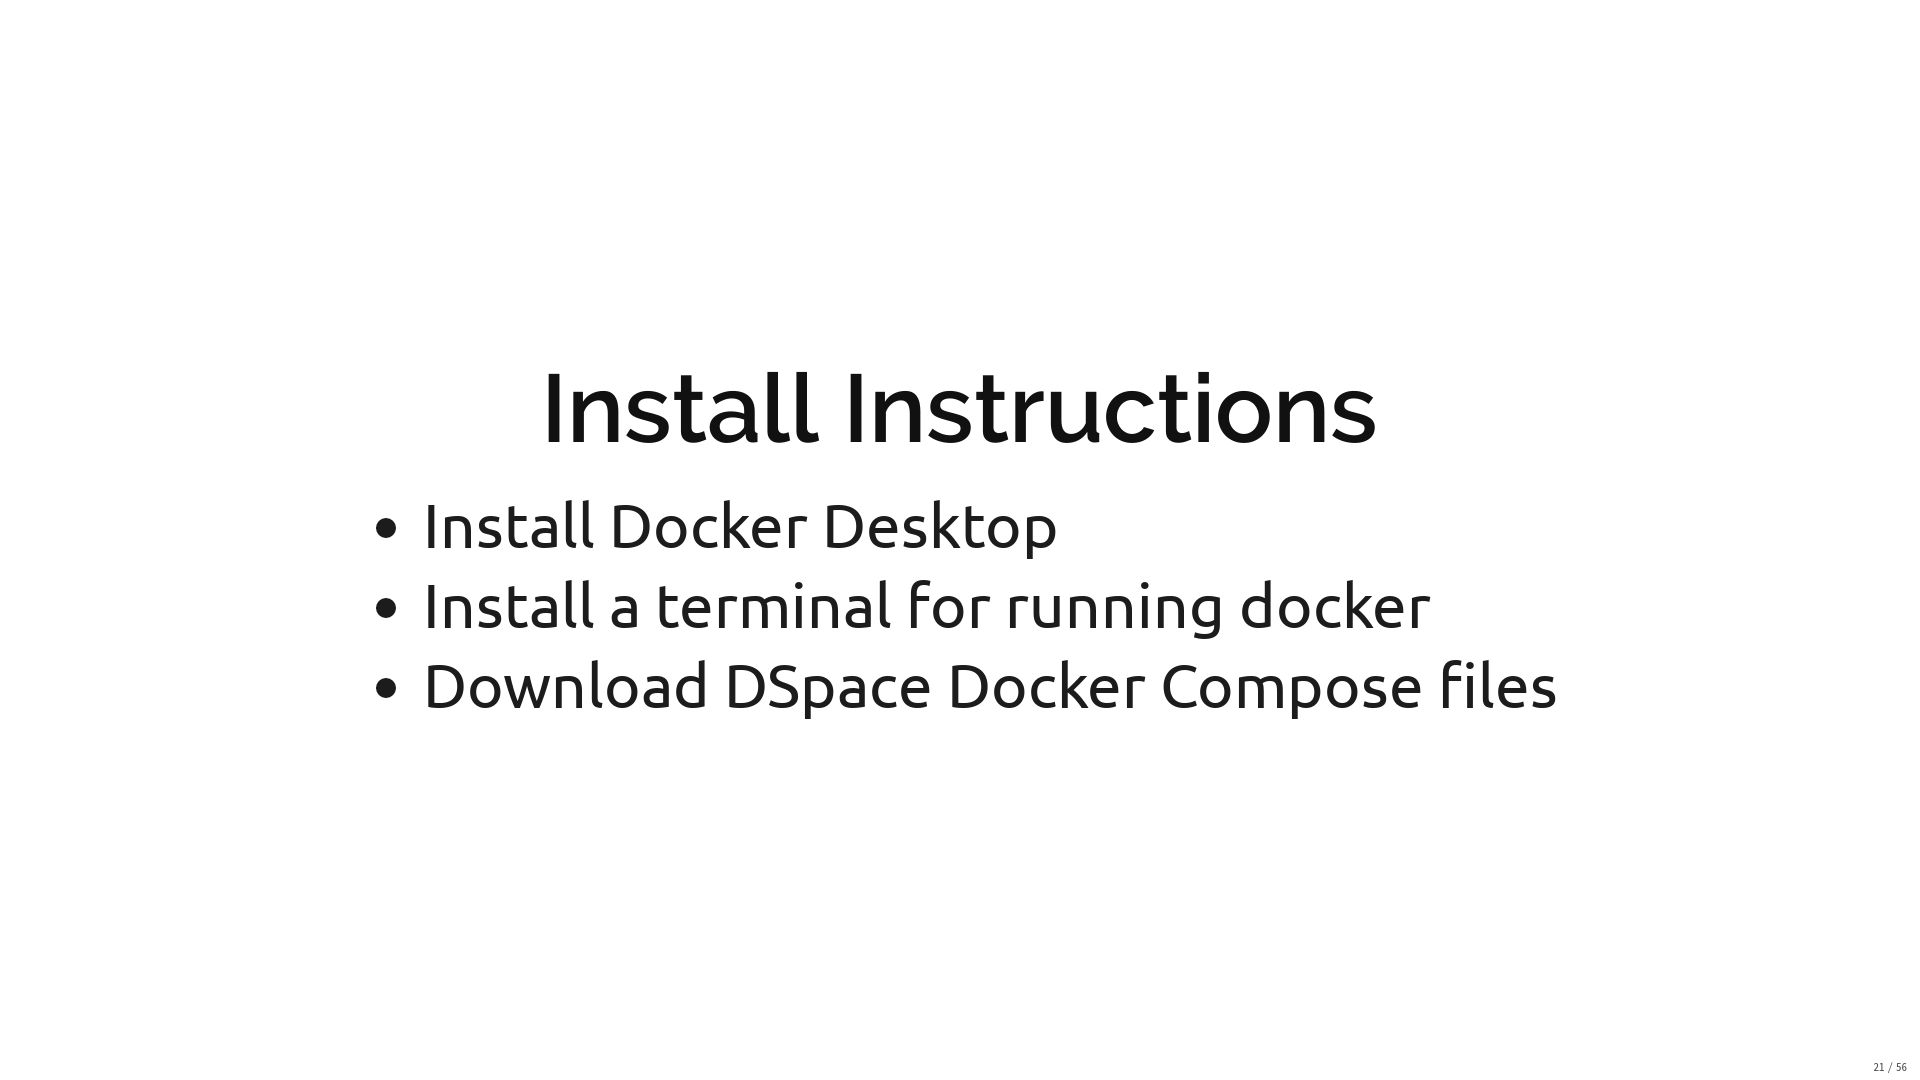 Install Instructions
• Install Docker Desktop
• Install a terminal for running docker
• Download DSpace Docker Compose files
21 / 56